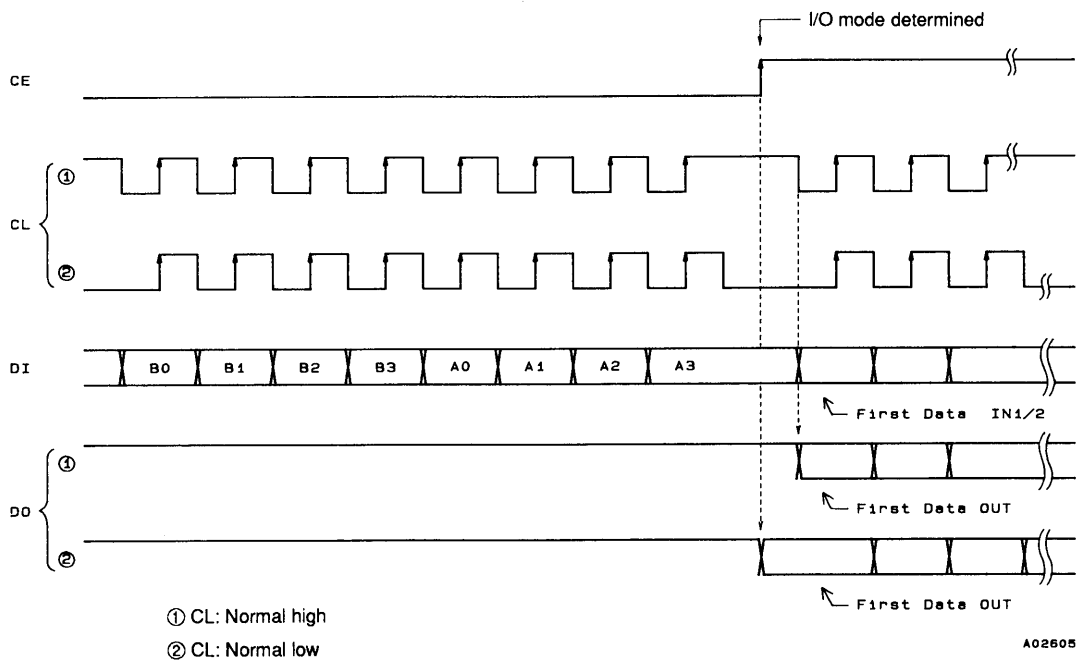 I/O mode determined
CE
CL
①
②
DI
B0 B1 B2 B3 A0 A1 A2 A3
First Data IN1/2
DO
①
First Data OUT
②
First Data OUT
① CL: Normal high
② CL: Normal low
A02605